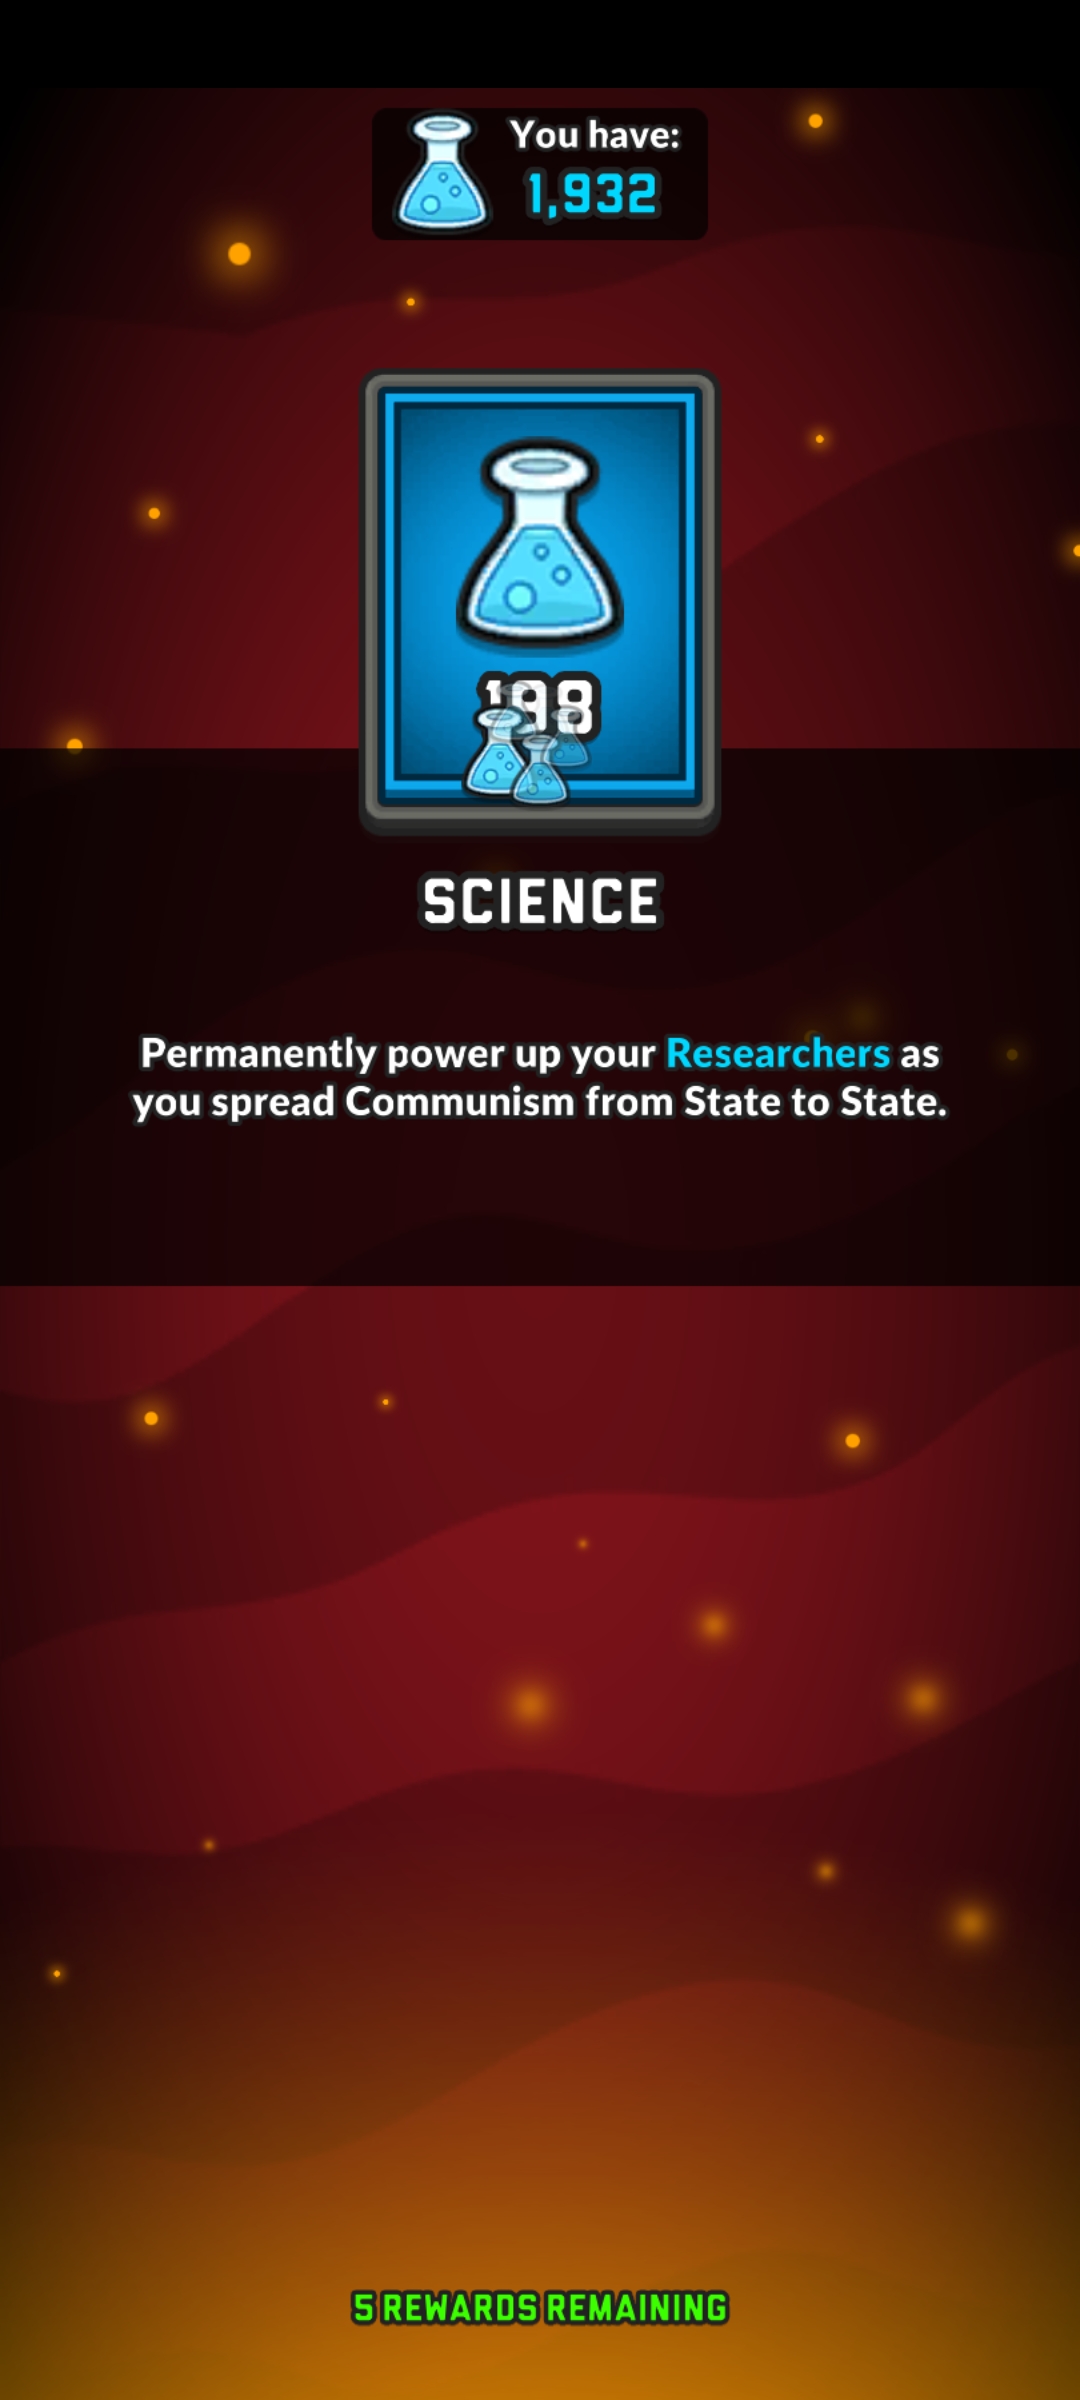 You have:
1,932
198
SCIENCE
Permanently power up your Researchers as
you spread Communism from State to State.
5 REWARDS REMAINING